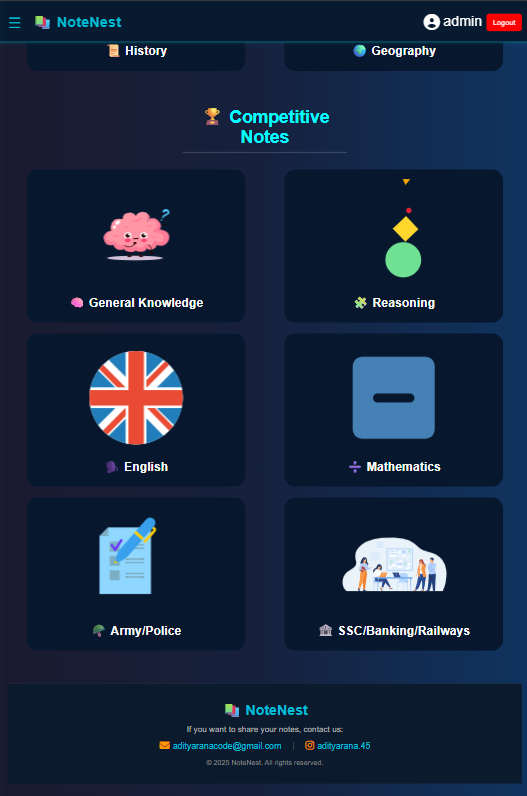 ☰ NoteNest admin Logout
📜 History
🌍 Geography
🏆 Competitive
Notes
?
🧠 General Knowledge
🧩 Reasoning
🗣 English
➗ Mathematics
🪖 Army/Police
🏦 SSC/Banking/Railways
NoteNest
If you want to share your notes, contact us:
adityaranacode@gmail.com | adityarana.45
© 2025 NoteNest. All rights reserved.